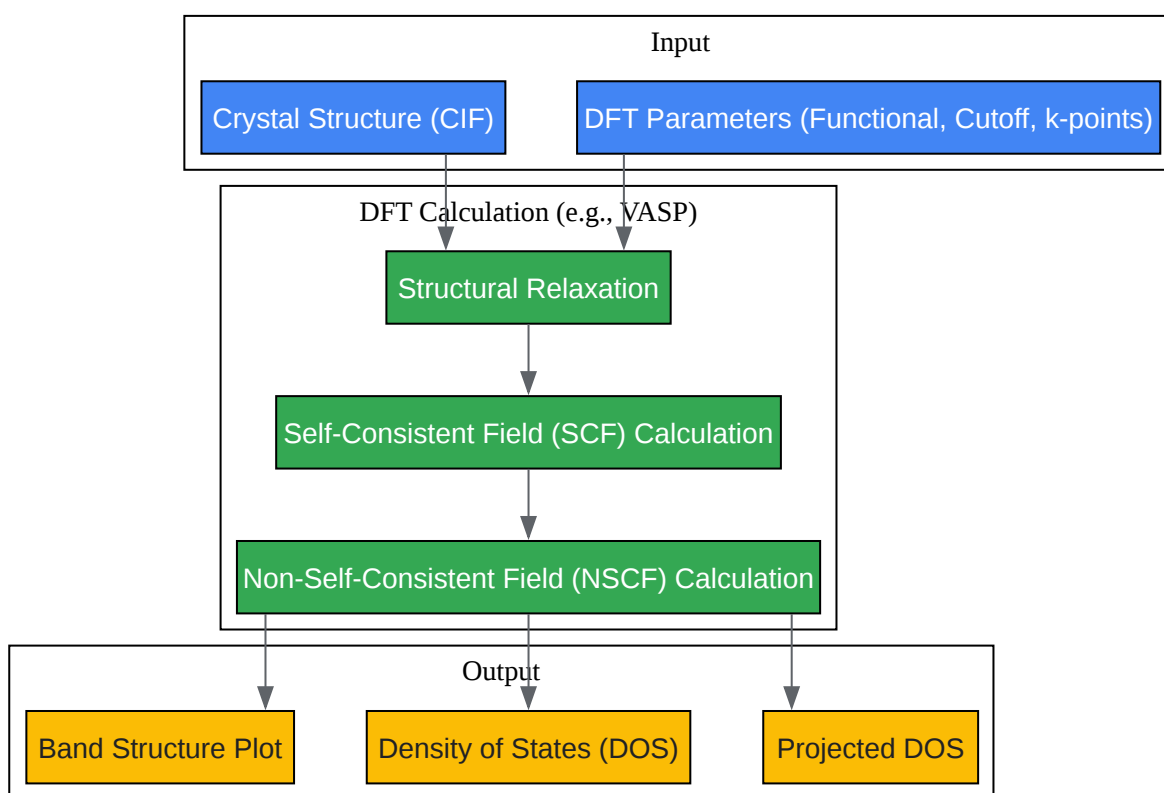 Input
Crystal Structure (CIF)
DFT Parameters (Functional, Cutoff, k-points)
DFT Calculation (e.g., VASP)
Structural Relaxation
Self-Consistent Field (SCF) Calculation
Non-Self-Consistent Field (NSCF) Calculation
Output
Band Structure Plot
Density of States (DOS)
Projected DOS